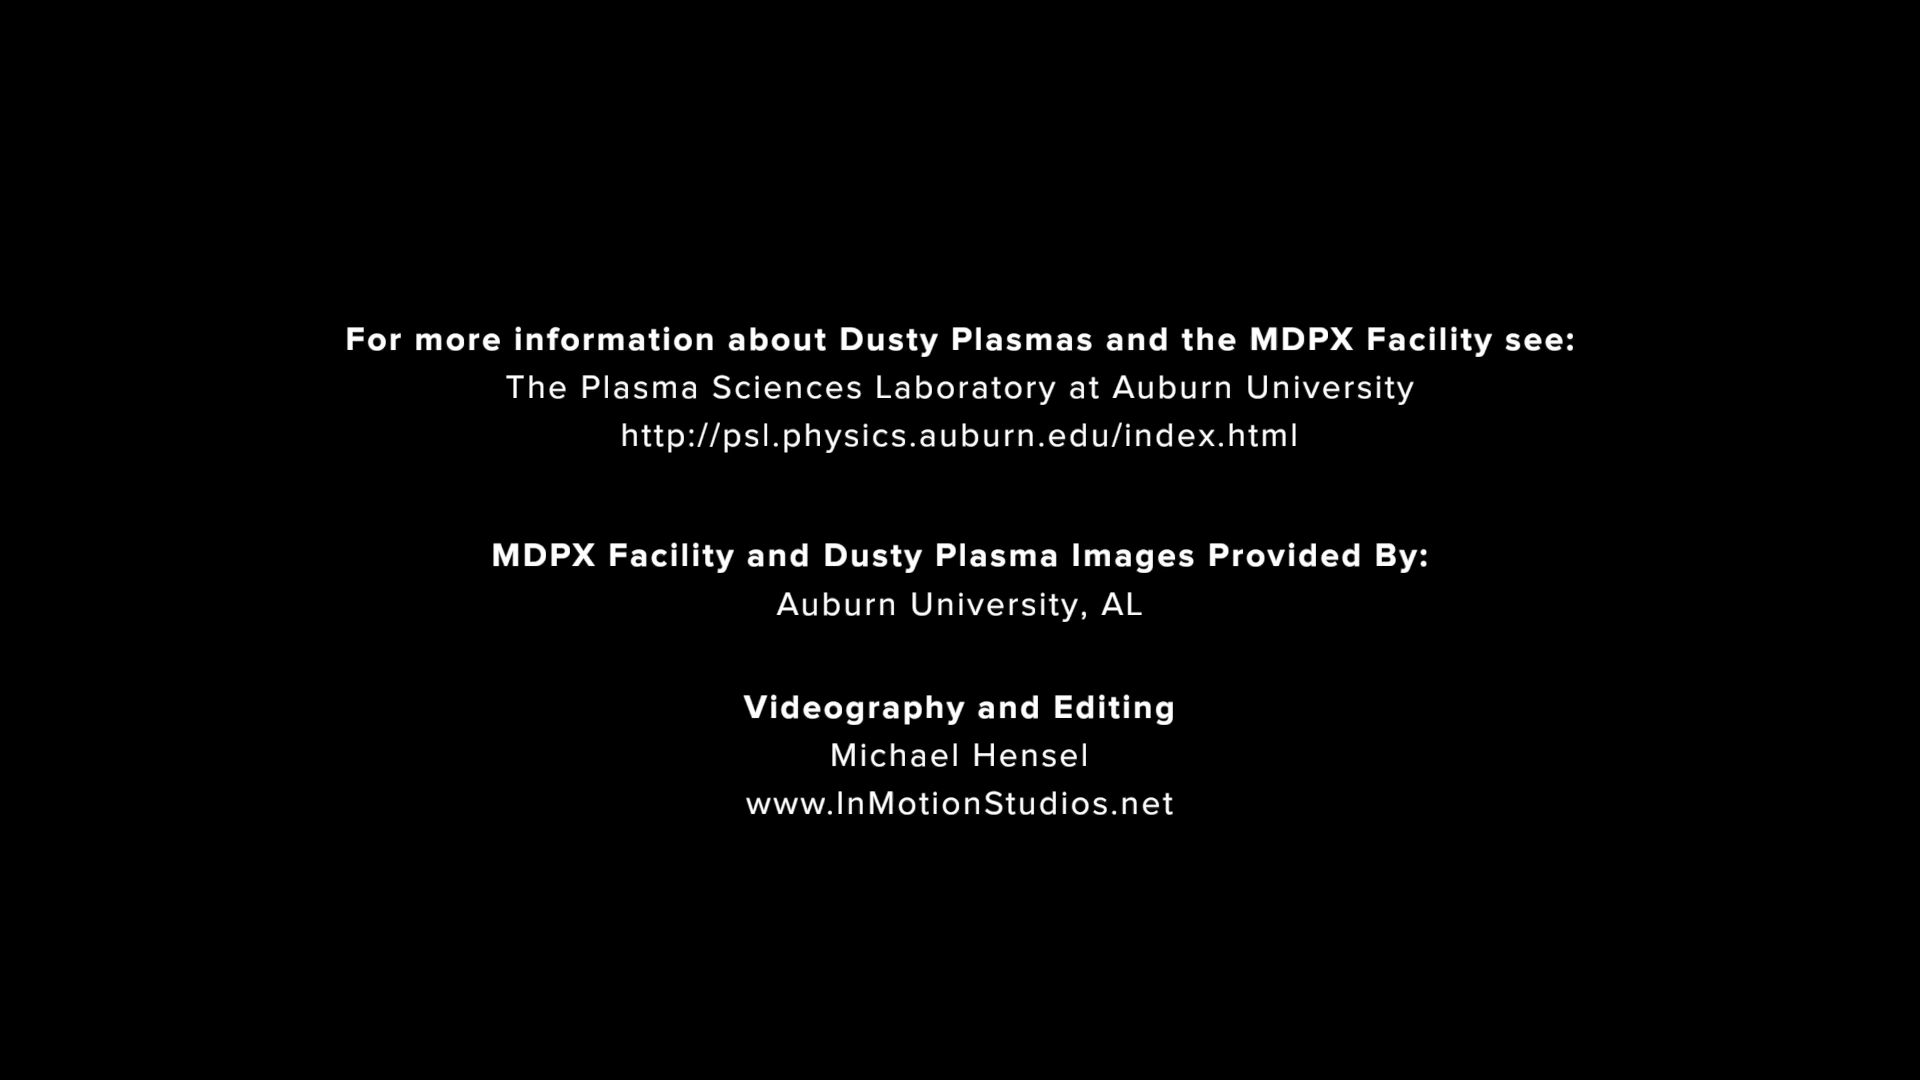 For more information about Dusty Plasmas and the MDPX Facility see:
The Plasma Sciences Laboratory at Auburn University
http://psl.physics.auburn.edu/index.html
MDPX Facility and Dusty Plasma Images Provided By:
Auburn University, AL
Videography and Editing
Michael Hensel
www.InMotionStudios.net